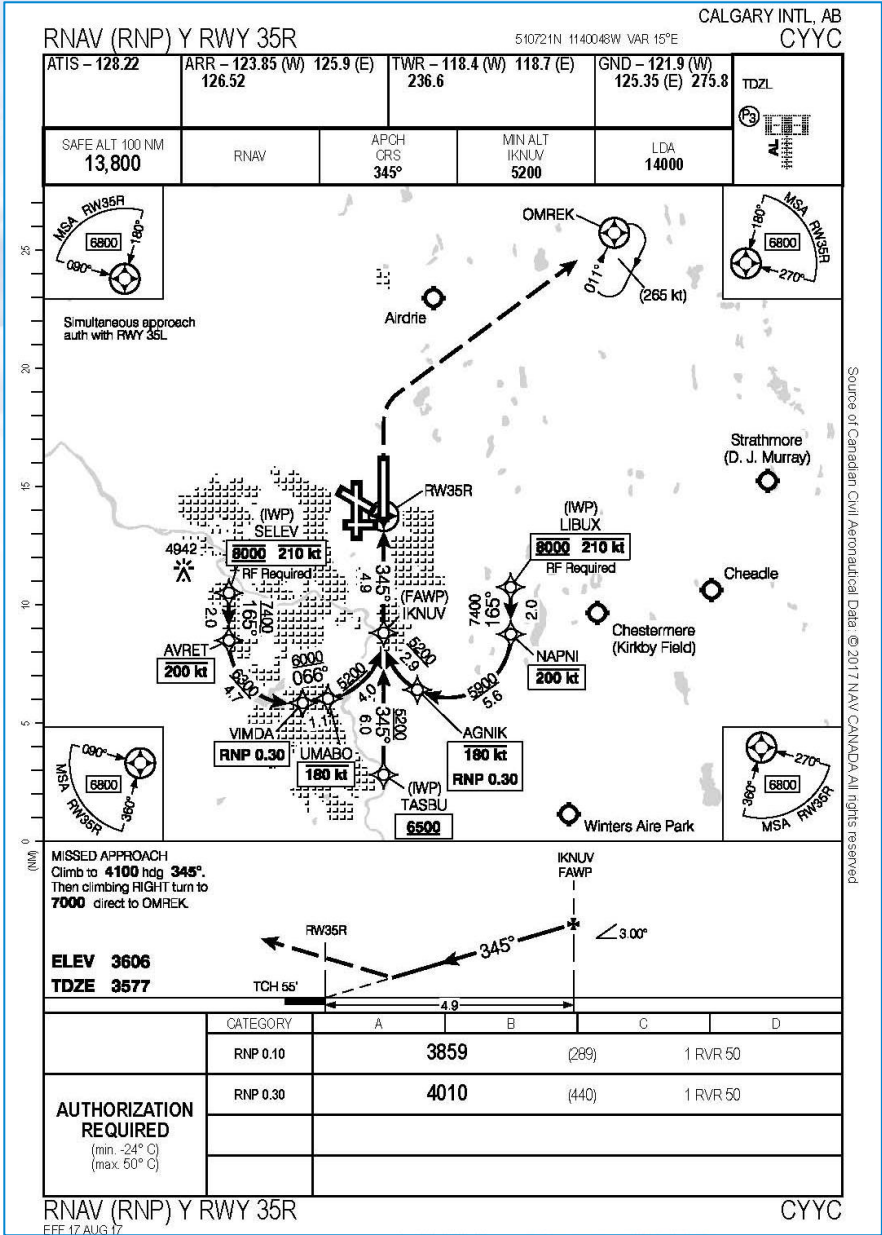 CALGARY INTL, AB
RNAV (RNP) Y RWY 35R
510721N 1140048W VAR 15°E
CYYC
ATIS – 128.22
ARR – 123.85 (W) 125.9 (E)
126.52
TWR – 118.4 (W) 118.7 (E)
236.6
GND – 121.9 (W)
125.35 (E) 275.8
TDZL
P3
AL
SAFE ALT 100 NM
13,800
RNAV
APCH
CRS
345°
MIN ALT
IKNUV
5200
LDA
14000
MSA RW35R
6800
180°
090°
Simultaneous approach
auth with RWY 35L
OMREK
011°
(265 kt)
MSA RW35R
180°
6800
270°
Airdrie
25
20
15
10
5
0
(NM)
Strathmore
(D. J. Murray)
RW35R
(IWP)
SELEV
8000 210 kt
RF Required
4942
(IWP)
LIBUX
8000 210 kt
RF Required
345°
4.9
(FAWP)
IKNUV
7400
165°
2.0
7400
165°
2.0
Cheadle
Chestermere
(Kirkby Field)
AVRET
200 kt
NAPNI
200 kt
6300
4.7
6000
066°
1.1
5200
4.0
5200
2.9
5900
5.6
5200
345°
6.0
VIMDA
RNP 0.30
UMABO
180 kt
AGNIK
180 kt
RNP 0.30
(IWP)
TASBU
6500
Winters Aire Park
090°
6800
360°
MSA RW35R
270°
360°
6800
MSA RW35R
Source of Canadian Civil Aeronautical Data: © 2017 NAV CANADA All rights reserved
MISSED APPROACH
Climb to 4100 hdg 345°.
Then climbing RIGHT turn to
7000 direct to OMREK.
IKNUV
FAWP
RW35R
345°
3.00°
ELEV 3606
TDZE 3577
TCH 55'
4.9
CATEGORY A B C D
RNP 0.10 3859 (289) 1 RVR 50
RNP 0.30 4010 (440) 1 RVR 50
AUTHORIZATION
REQUIRED
(min. -24° C)
(max. 50° C)
RNAV (RNP) Y RWY 35R
CYYC
EFF 17 AUG 17